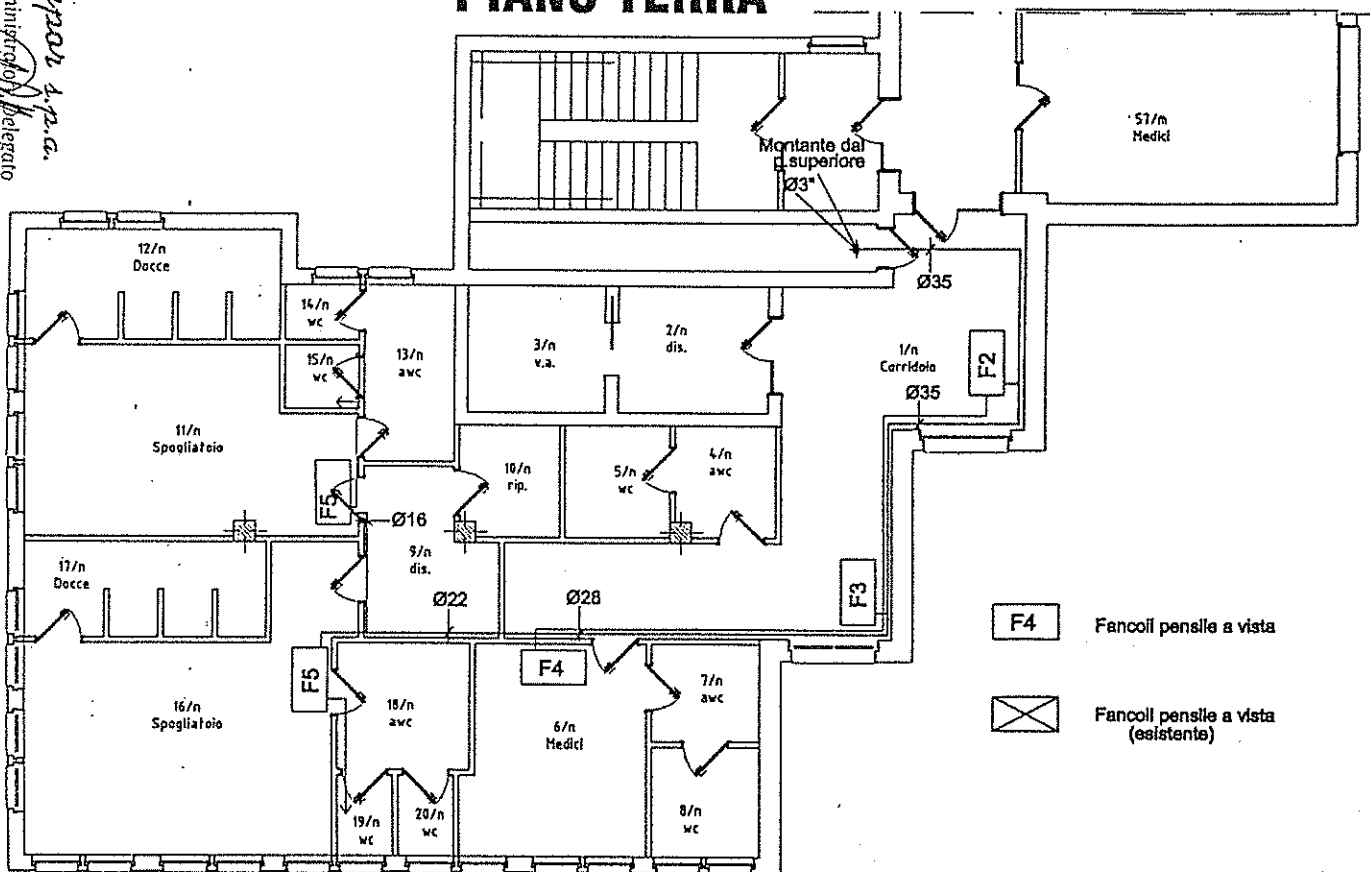 PIANO TERRA
s.p.a.
Delegato
57/m
Medici
Montante dal
p.superiore
Ø3"
12/n
Docce
Ø35
14/n
wc
13/n
awc
15/n
wc
3/n
v.a.
2/n
dis.
1/n
Corridoio
F2
Ø35
11/n
Spogliatoio
10/n
rip.
5/n
wc
4/n
awc
F5
Ø16
9/n
dis.
17/n
Docce
Ø22
Ø28
F3
F4
Fancoil pensile a vista
F5
F4
16/n
Spogliatoio
18/n
awc
6/n
Medici
7/n
awc
Fancoil pensile a vista
(esistente)
19/n
wc
20/n
wc
8/n
wc